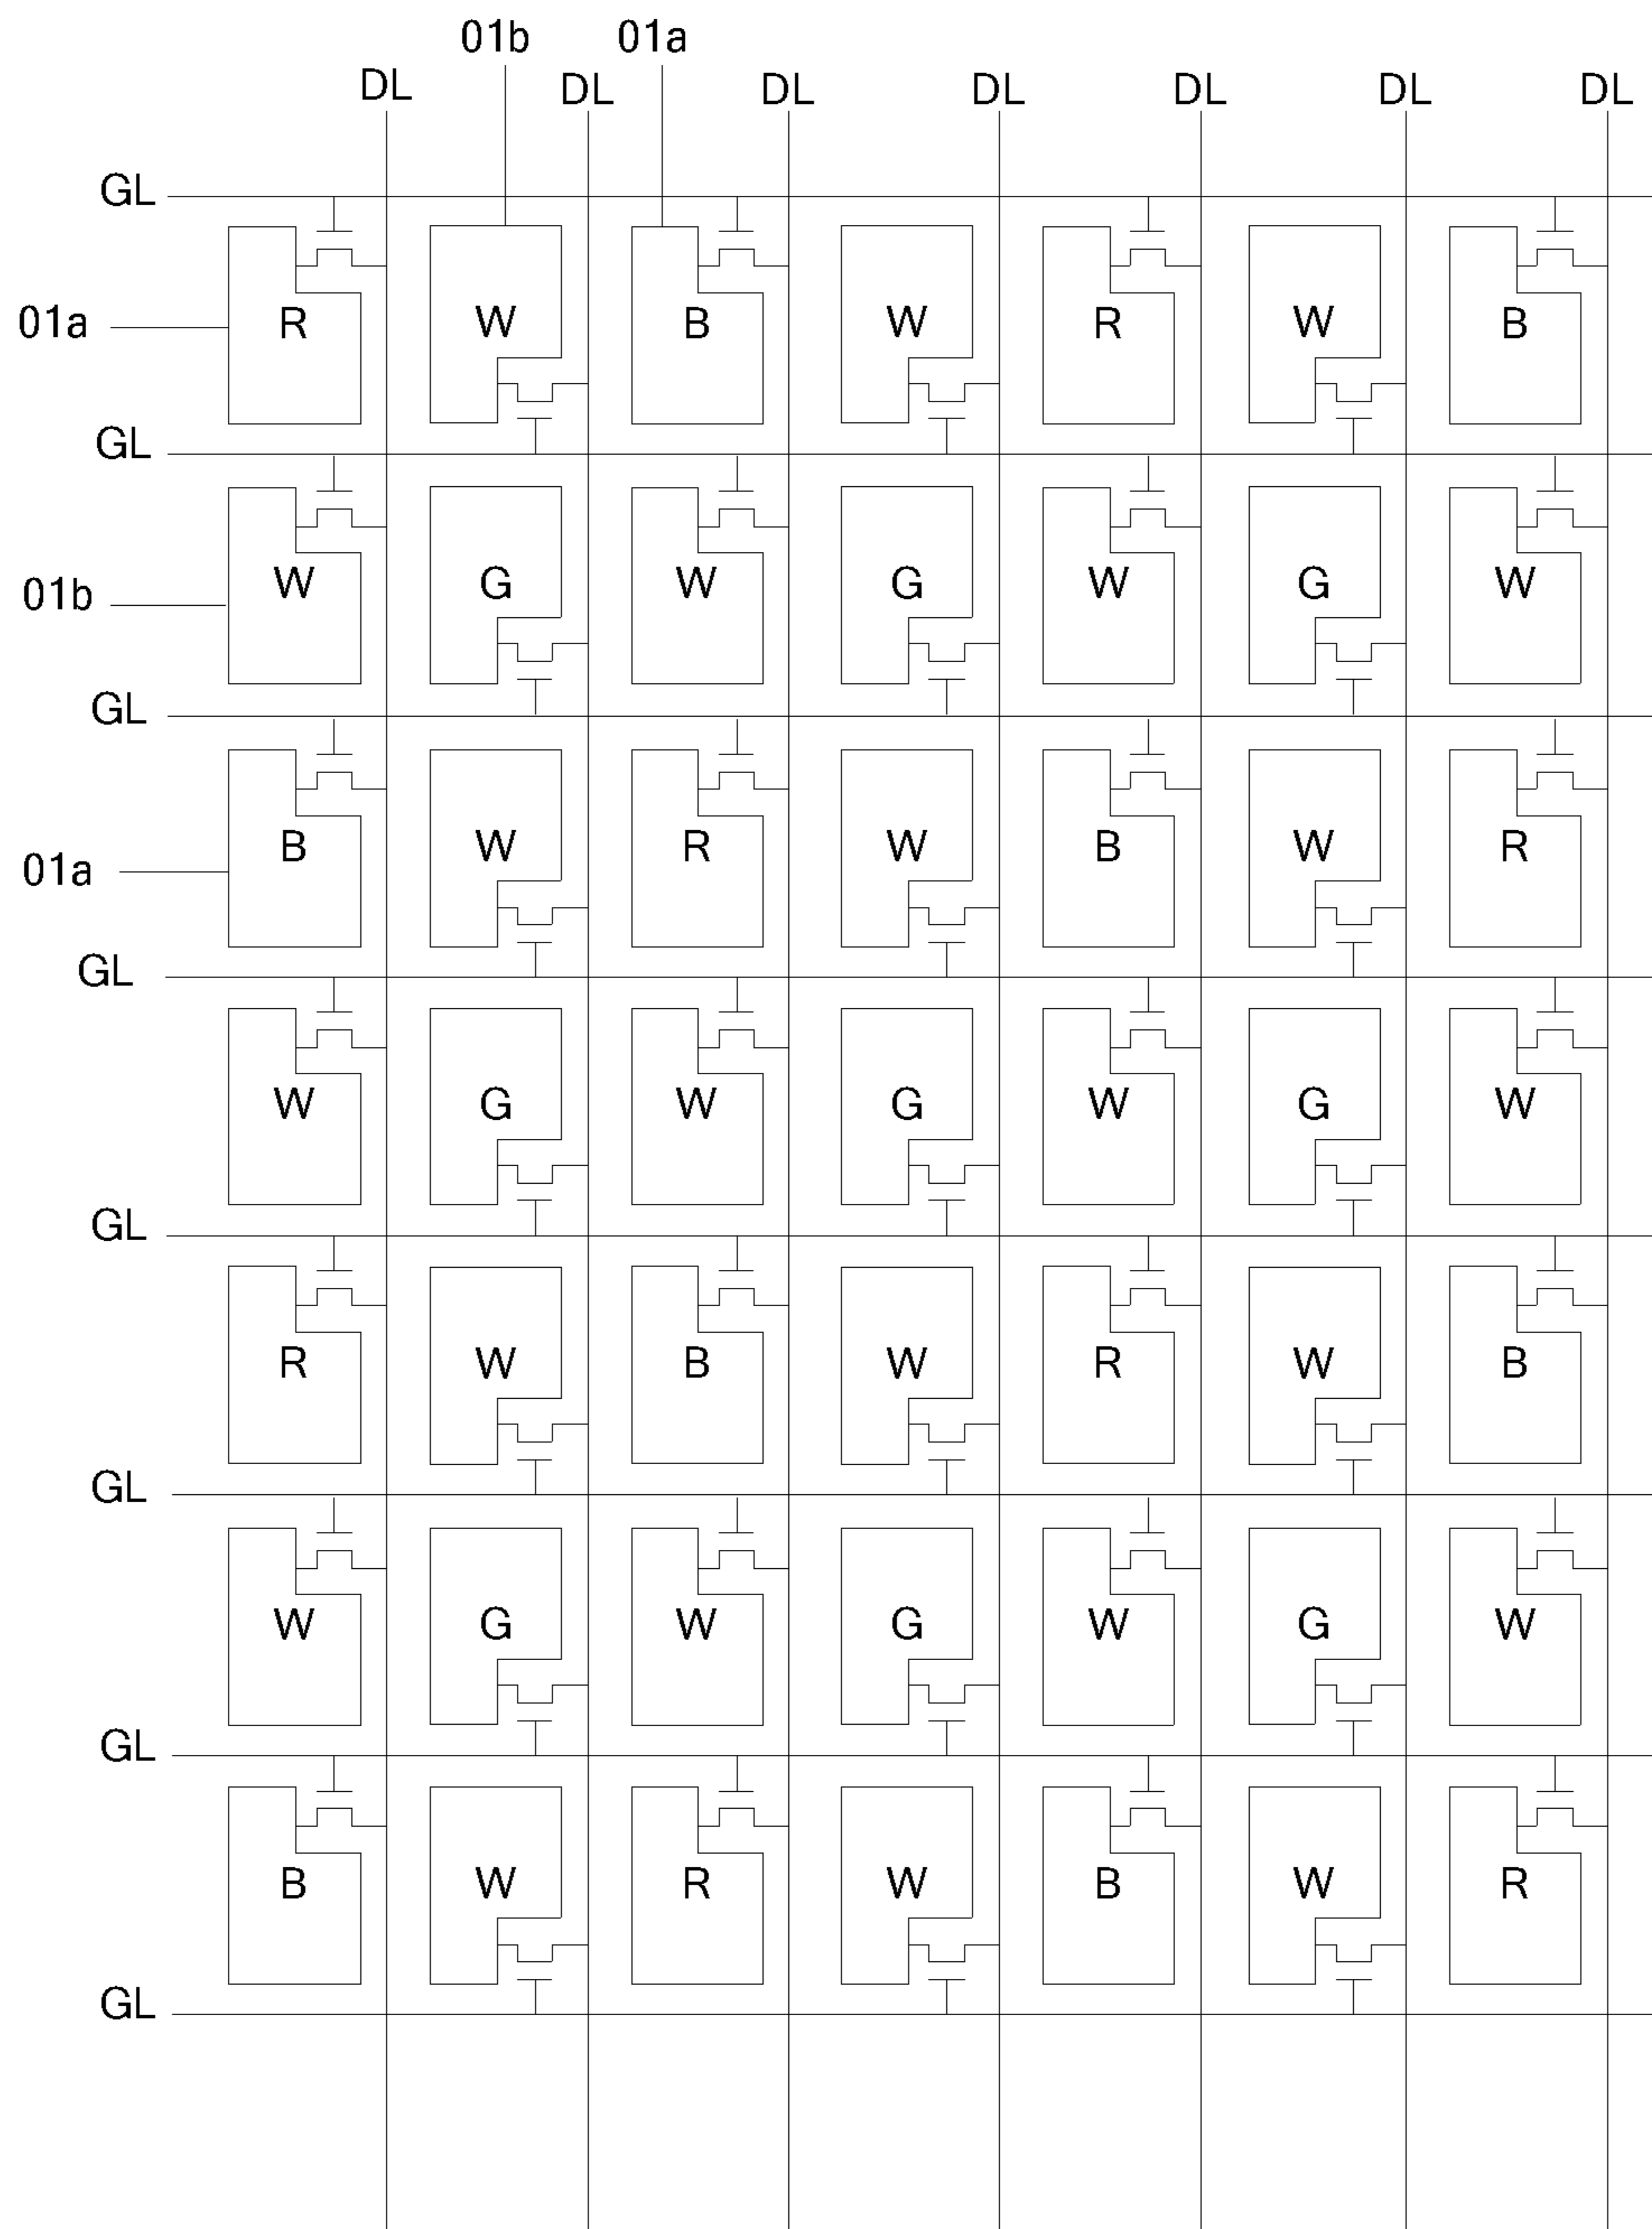 01b 01a
DL DL DL DL DL DL DL
GL
01a R W B W R W B
GL
01b W G W G W G W
GL
01a B W R W B W R
GL
W G W G W G W
GL
R W B W R W B
GL
W G W G W G W
GL
B W R W B W R
GL